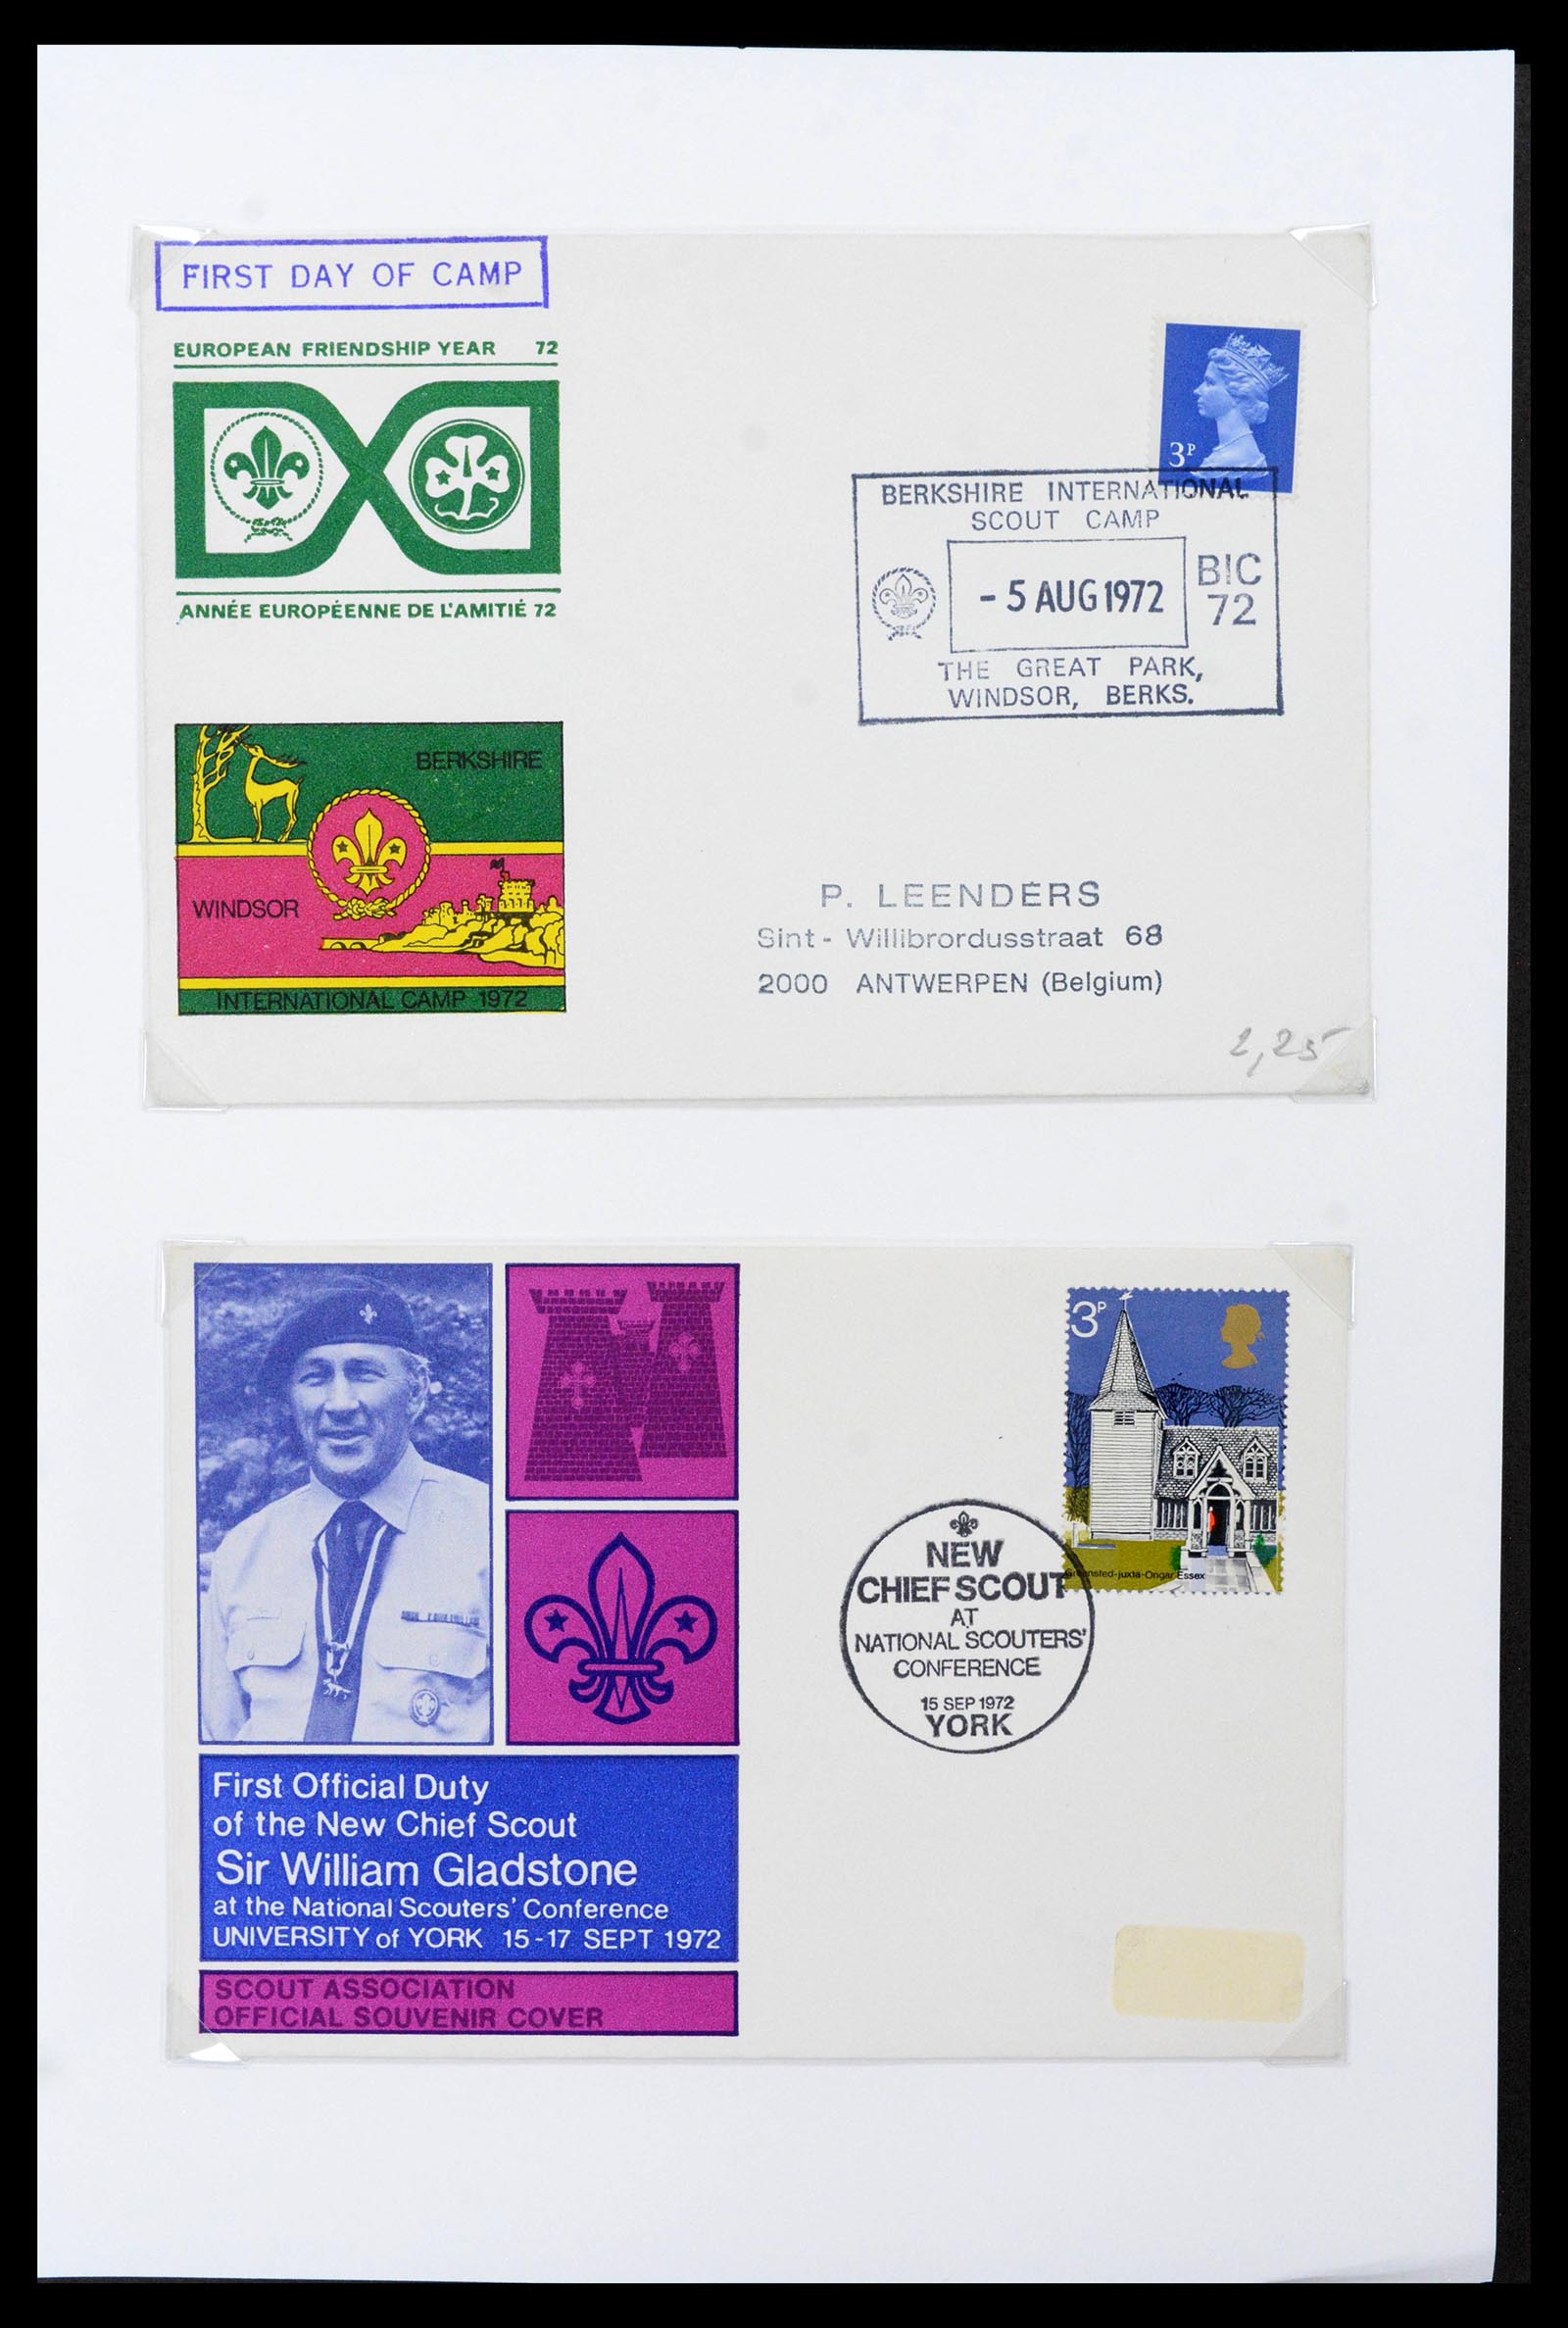 FIRST DAY OF CAMP
EUROPEAN FRIENDSHIP YEAR 72
ANNÉE EUROPÉENNE DE L'AMITIÉ 72
3P
BERKSHIRE INTERNATIONAL
SCOUT CAMP
- 5 AUG 1972
BIC
72
THE GREAT PARK,
WINDSOR, BERKS.
BERKSHIRE
WINDSOR
INTERNATIONAL CAMP 1972
P. LEENDERS
Sint - Willibrordusstraat 68
2000 ANTWERPEN (Belgium)
2,25
3P
Greensted-juxta-Ongar Essex
NEW
CHIEF SCOUT
AT
NATIONAL SCOUTERS'
CONFERENCE
15 SEP 1972
YORK
First Official Duty
of the New Chief Scout
Sir William Gladstone
at the National Scouters' Conference
UNIVERSITY of YORK 15-17 SEPT 1972
SCOUT ASSOCIATION
OFFICIAL SOUVENIR COVER